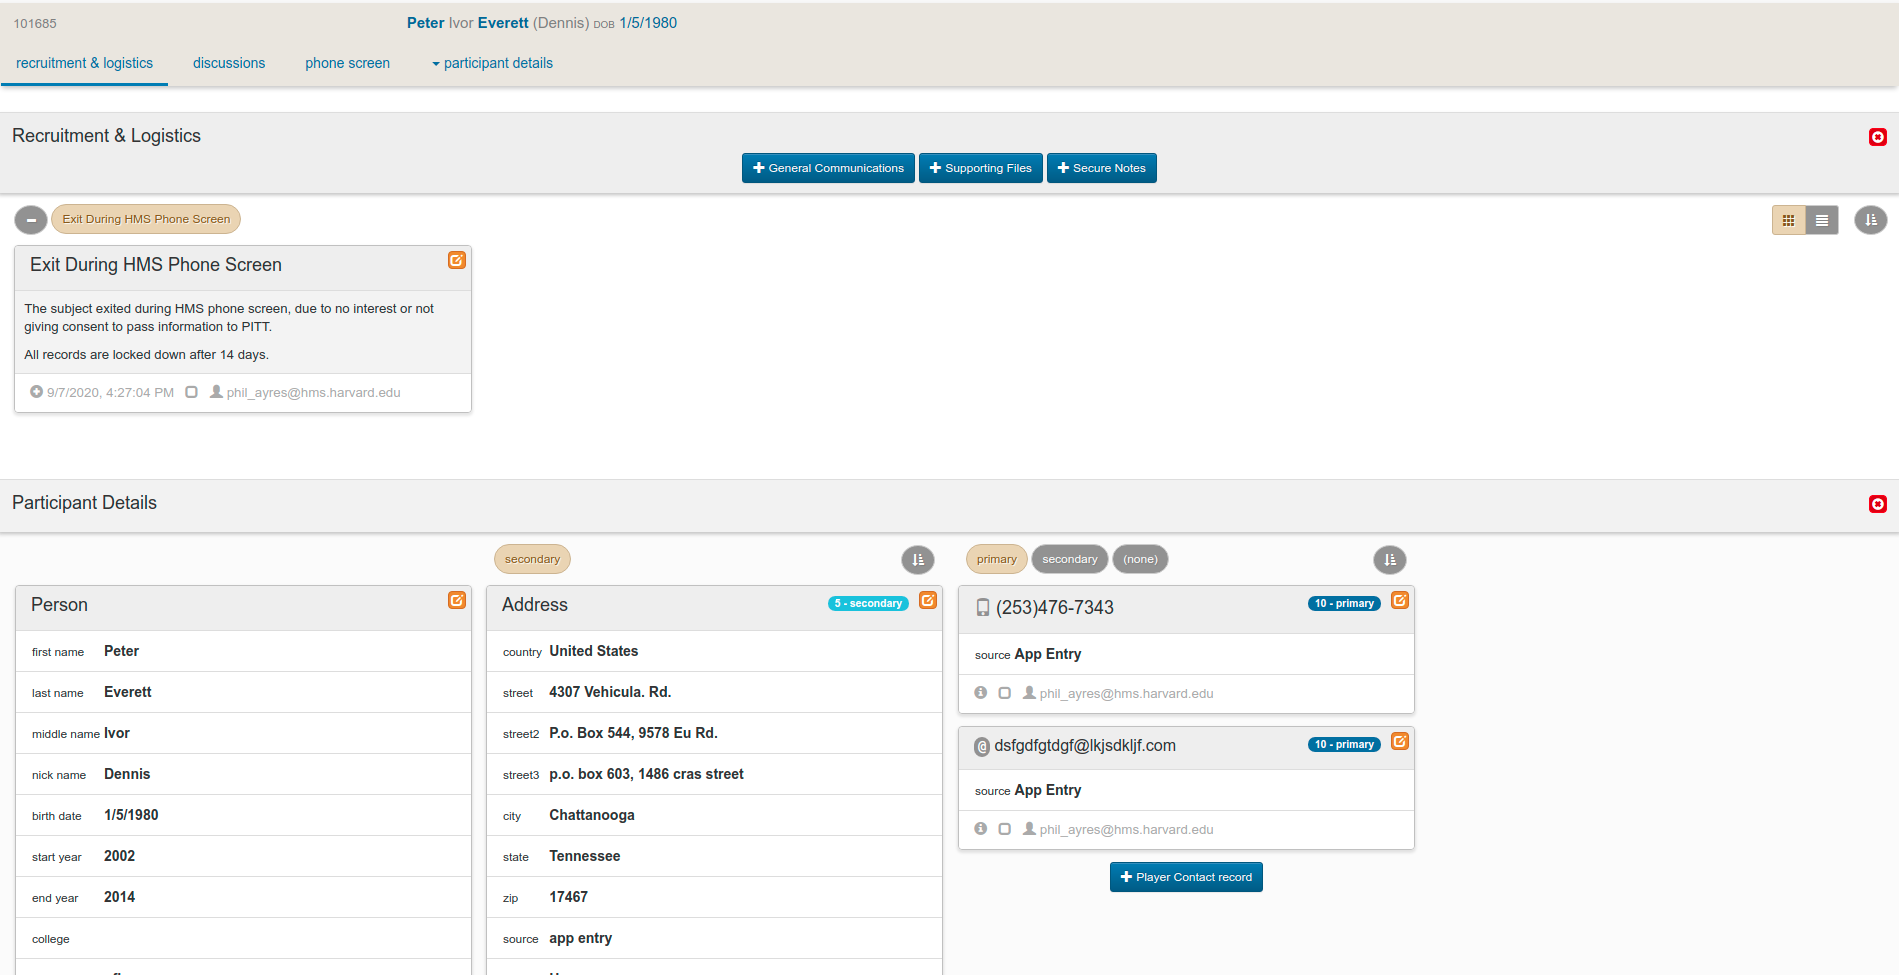 101685
Peter Ivor Everett (Dennis) DOB 1/5/1980
recruitment & logistics
discussions
phone screen
participant details
Recruitment & Logistics
General Communications
Supporting Files
Secure Notes
Exit During HMS Phone Screen
Exit During HMS Phone Screen
The subject exited during HMS phone screen, due to no interest or not
giving consent to pass information to PITT.
All records are locked down after 14 days.
9/7/2020, 4:27:04 PM phil_ayres@hms.harvard.edu
Participant Details
Person
first name Peter
last name Everett
middle name Ivor
nick name Dennis
birth date 1/5/1980
start year 2002
end year 2014
college
secondary
Address 5 - secondary
country United States
street 4307 Vehicula. Rd.
street2 P.o. Box 544, 9578 Eu Rd.
street3 p.o. box 603, 1486 cras street
city Chattanooga
state Tennessee
zip 17467
source app entry
primary
secondary
(none)
(253)476-7343 10 - primary
source App Entry
phil_ayres@hms.harvard.edu
@ dsfgdfgtdgf@lkjsdkljf.com 10 - primary
source App Entry
phil_ayres@hms.harvard.edu
Player Contact record